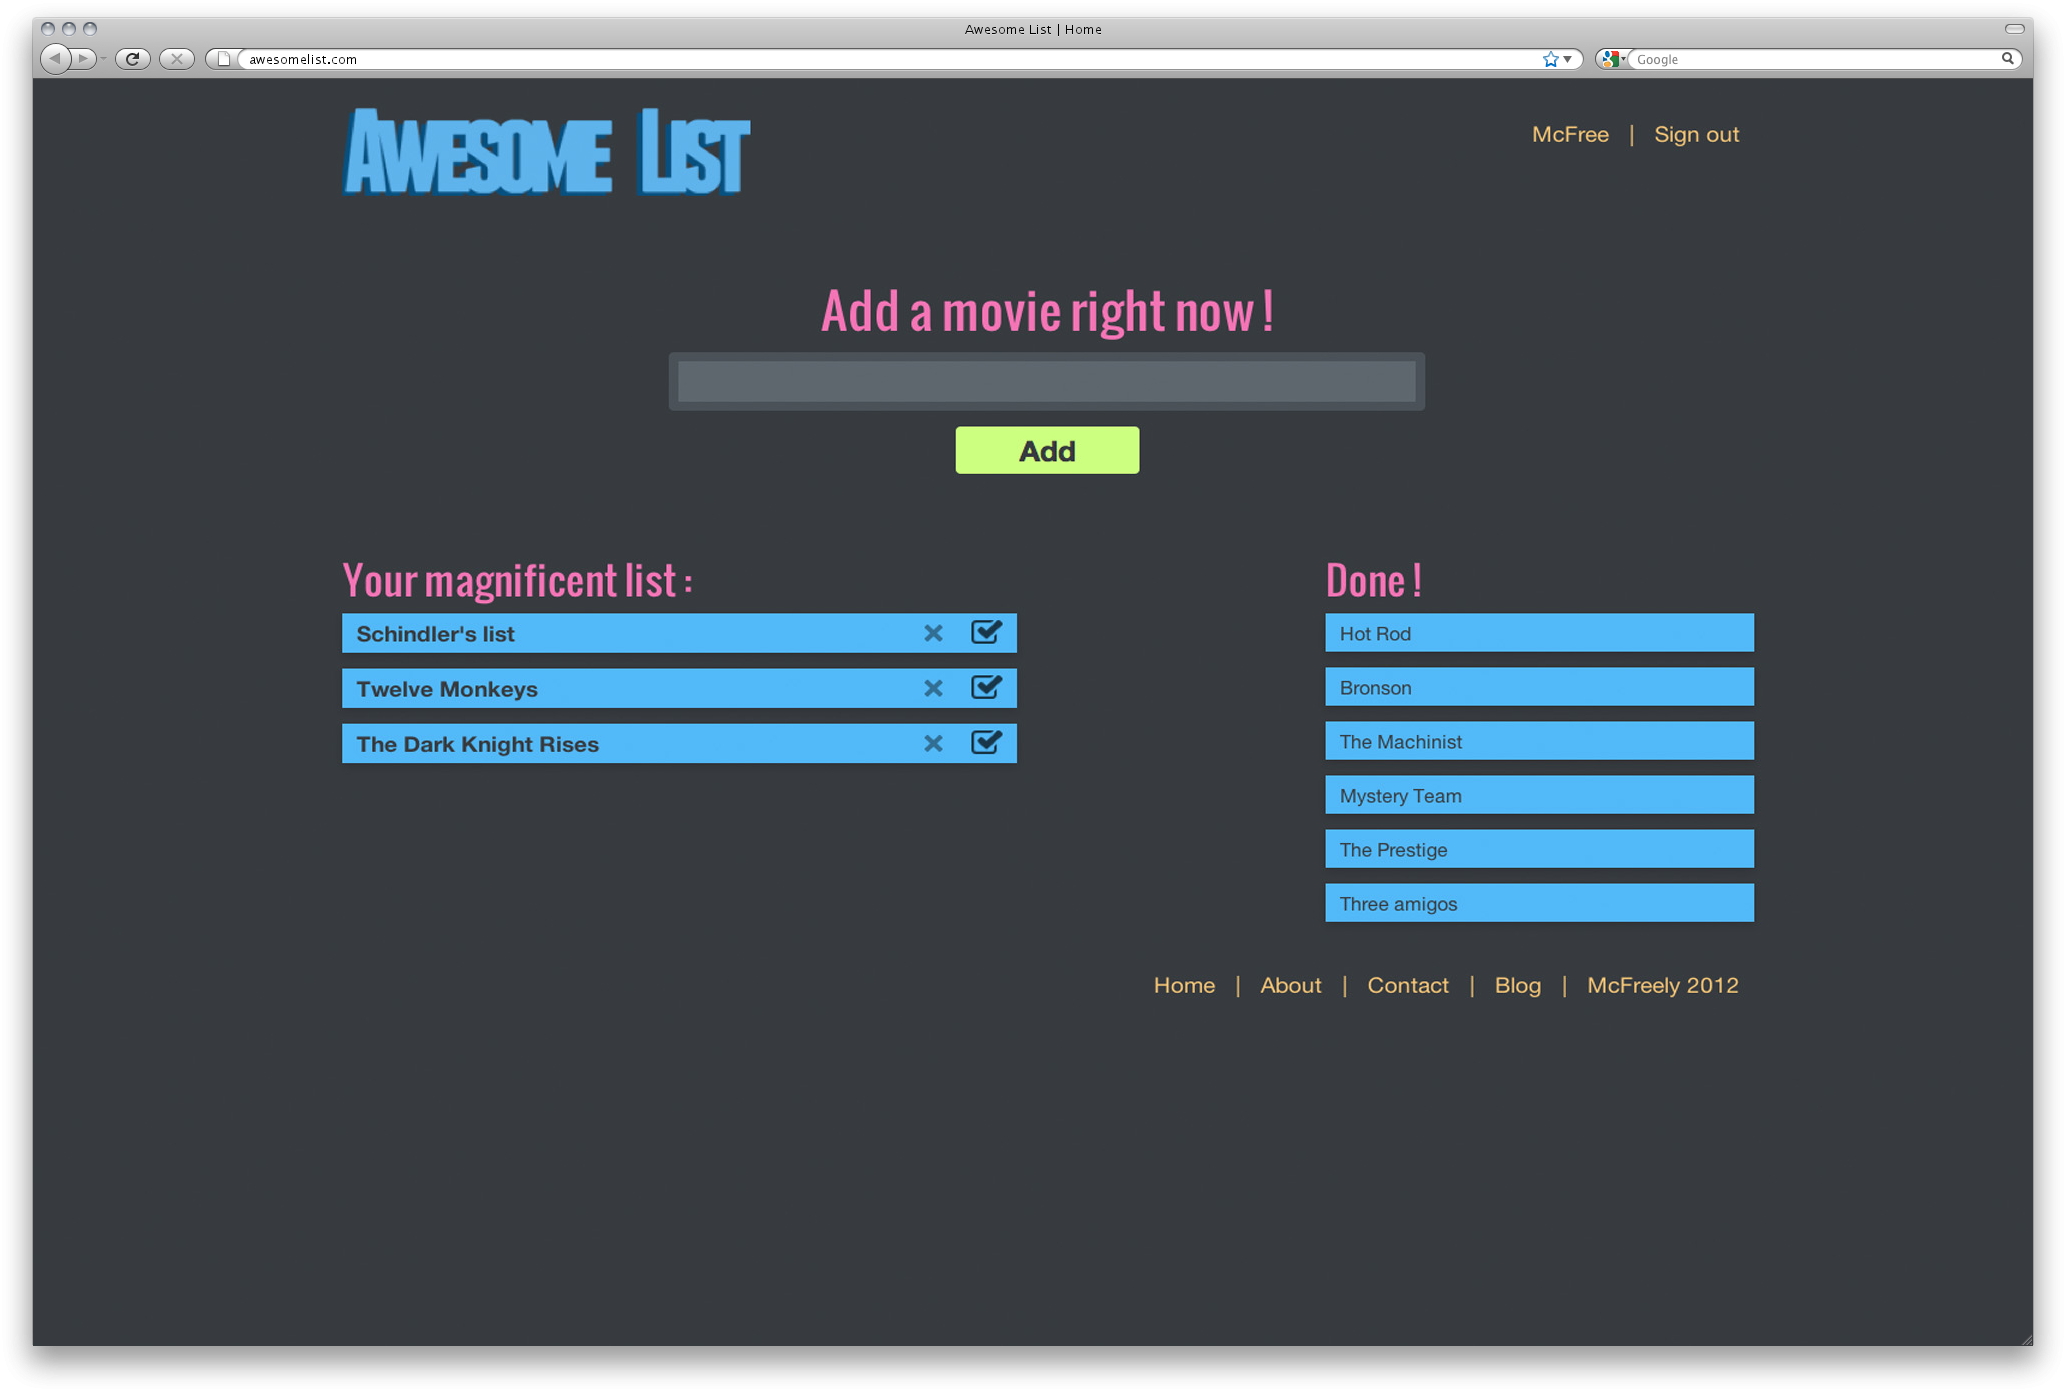 Awesome List | Home
awesomelist.com
Google
AWESOME LIST
McFree | Sign out
Add a movie right now !
Add
Your magnificent list :
Schindler's list
Twelve Monkeys
The Dark Knight Rises
Done !
Hot Rod
Bronson
The Machinist
Mystery Team
The Prestige
Three amigos
Home | About | Contact | Blog | McFreely 2012